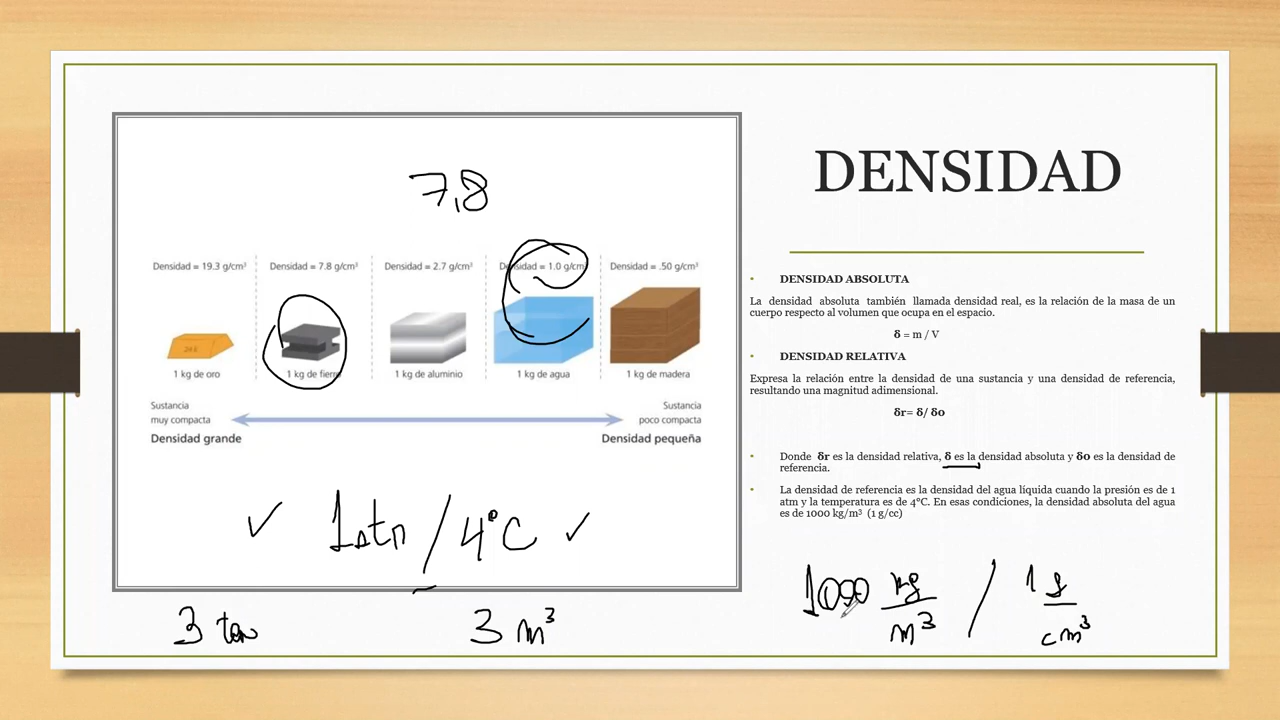 DENSIDAD
7,8
Densidad = 19.3 g/cm³
Densidad = 7.8 g/cm³
Densidad = 2.7 g/cm³
Densidad = 1.0 g/cm³
Densidad = .50 g/cm³
24 k
1 kg de oro
1 kg de fierro
1 kg de aluminio
1 kg de agua
1 kg de madera
Sustancia
muy compacta
Densidad grande
Sustancia
poco compacta
Densidad pequeña
1 atm / 4°C
3 ton
3 m³
• DENSIDAD ABSOLUTA
La densidad absoluta también llamada densidad real, es la relación de la masa de un
cuerpo respecto al volumen que ocupa en el espacio.
δ = m / V
• DENSIDAD RELATIVA
Expresa la relación entre la densidad de una sustancia y una densidad de referencia,
resultando una magnitud adimensional.
δr= δ/ δo
• Donde δr es la densidad relativa, δ es la densidad absoluta y δo es la densidad de
referencia.
• La densidad de referencia es la densidad del agua líquida cuando la presión es de 1
atm y la temperatura es de 4°C. En esas condiciones, la densidad absoluta del agua
es de 1000 kg/m³ (1 g/cc)
1000 kg/m³ / 1 g/cm³